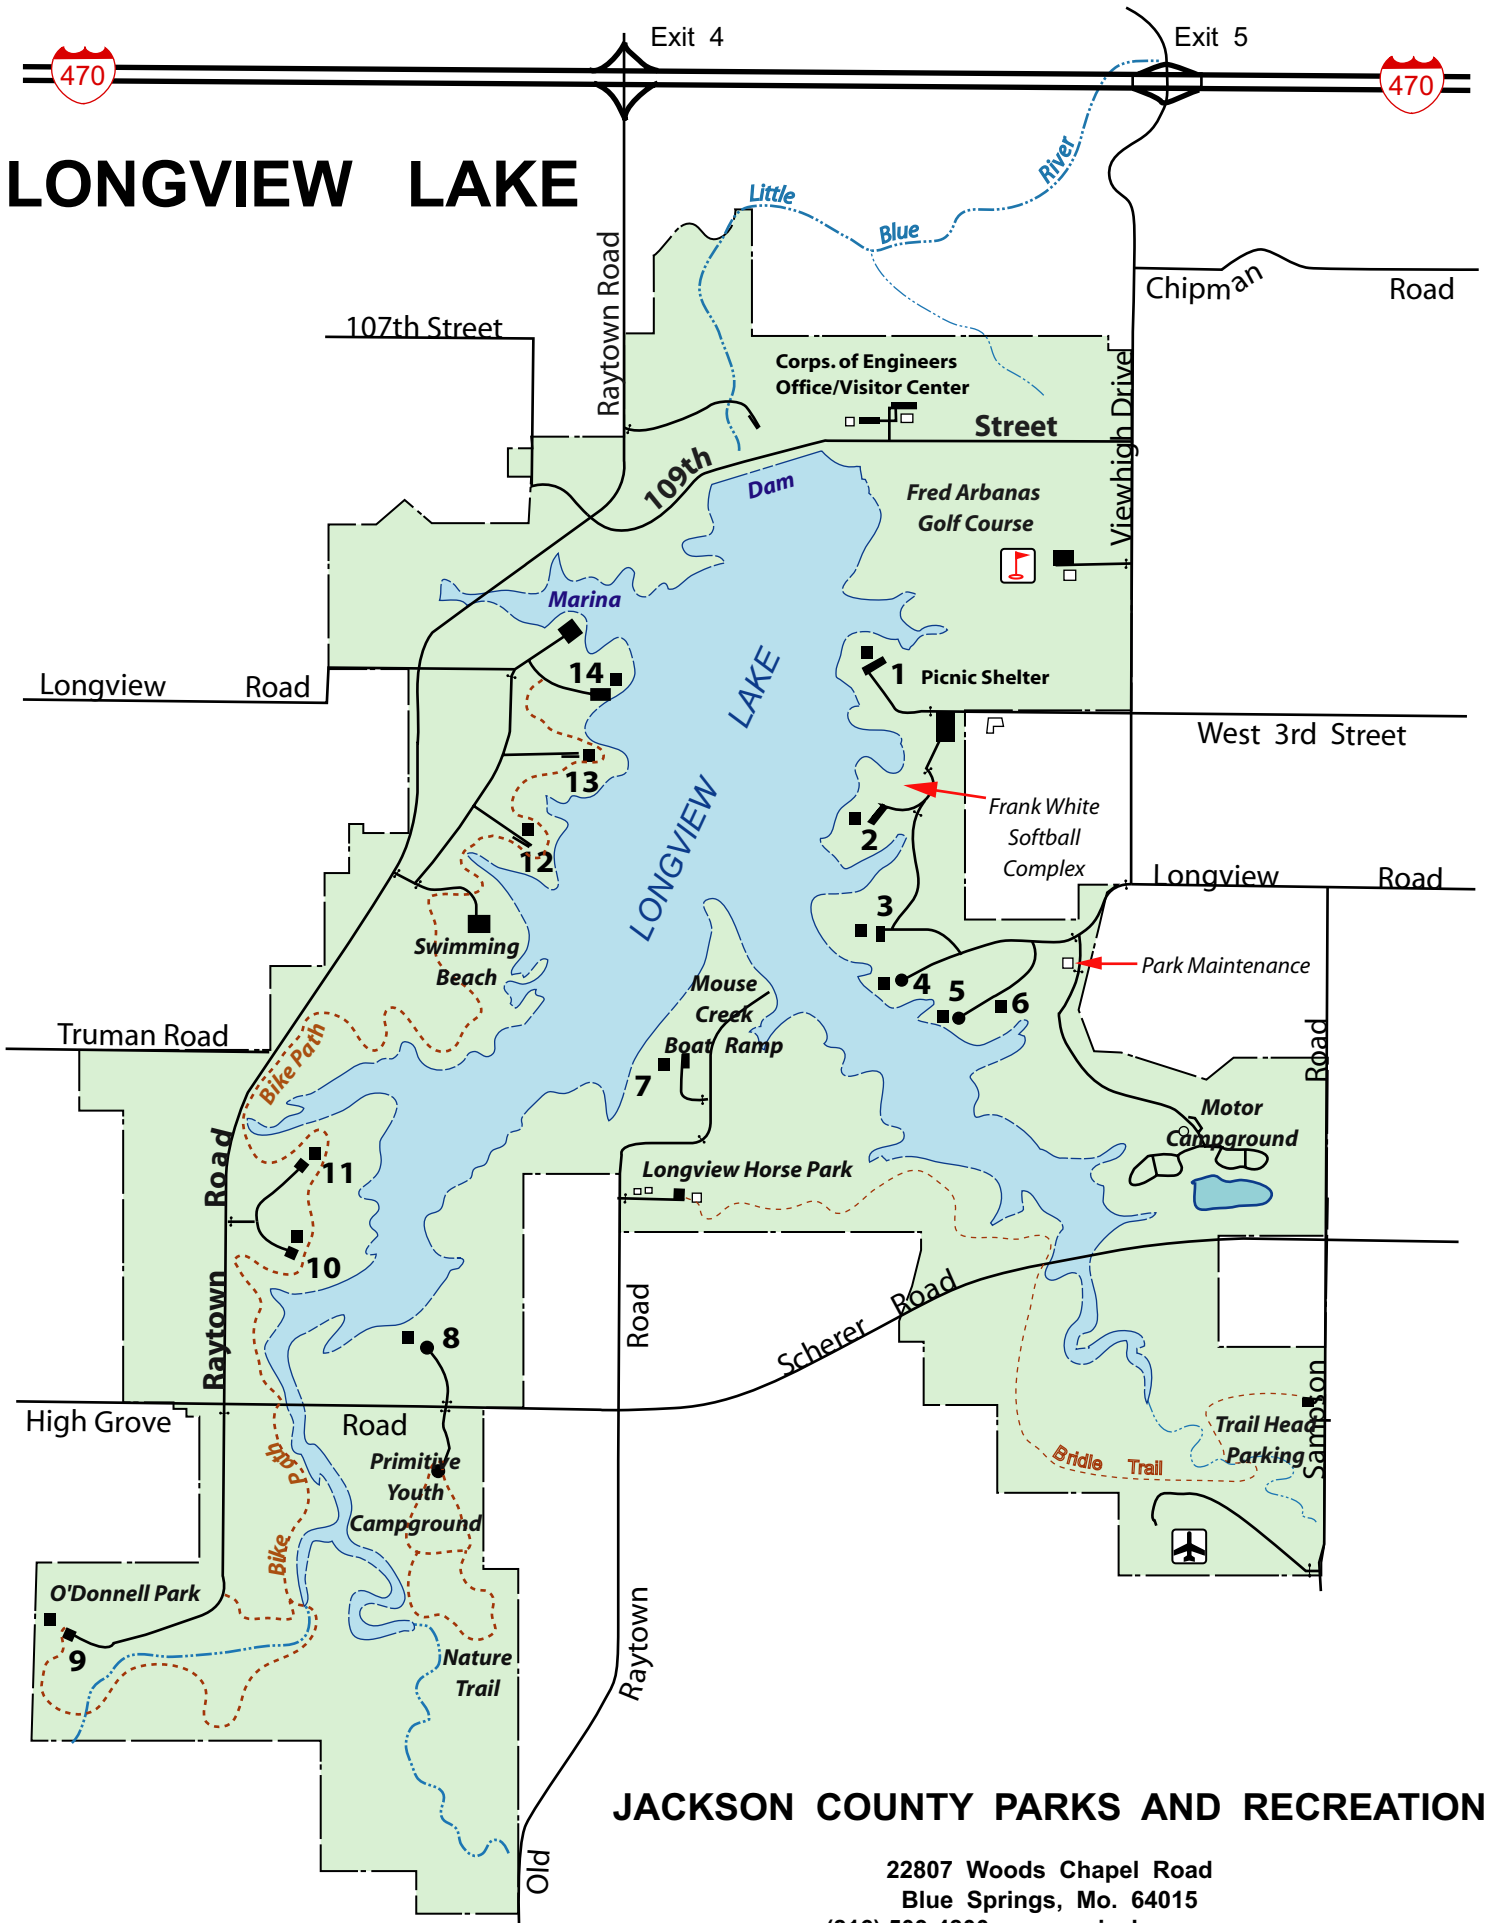 Exit 4
Exit 5
470
470
LONGVIEW LAKE
Little
Blue
River
Raytown Road
Chipman Road
107th Street
Corps. of Engineers
Office/Visitor Center
Viewhigh Drive
109th Street
Dam
Fred Arbanas
Golf Course
Marina
14
1 Picnic Shelter
Longview Road
West 3rd Street
LONGVIEW LAKE
13
Frank White
Softball
Complex
2
12
Longview Road
3
Swimming
Beach
Park Maintenance
4
5
6
Mouse
Creek
Boat Ramp
7
Truman Road
Bike Path
Road
Motor
Campground
Raytown Road
11
Longview Horse Park
10
Road
Scherer Road
8
High Grove Road
Sampson
Trail Head
Parking
Bridle Trail
Primitive
Youth
Campground
Bike Path
O'Donnell Park
9
Nature
Trail
Raytown
Old
JACKSON COUNTY PARKS AND RECREATION
22807 Woods Chapel Road
Blue Springs, Mo. 64015